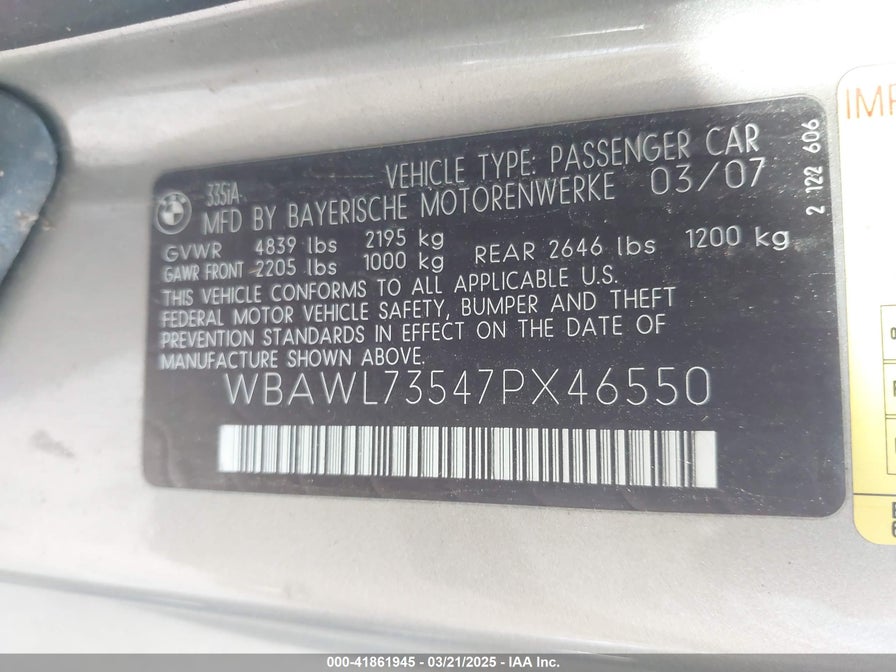 335iA
VEHICLE TYPE: PASSENGER CAR
MFD BY BAYERISCHE MOTORENWERKE 03/07
GVWR 4839 lbs 2195 kg
GAWR FRONT 2205 lbs 1000 kg REAR 2646 lbs 1200 kg
THIS VEHICLE CONFORMS TO ALL APPLICABLE U.S.
FEDERAL MOTOR VEHICLE SAFETY, BUMPER AND THEFT
PREVENTION STANDARDS IN EFFECT ON THE DATE OF
MANUFACTURE SHOWN ABOVE.
WBAWL73547PX46550
2 122 606
000-41861945 - 03/21/2025 - IAA Inc.